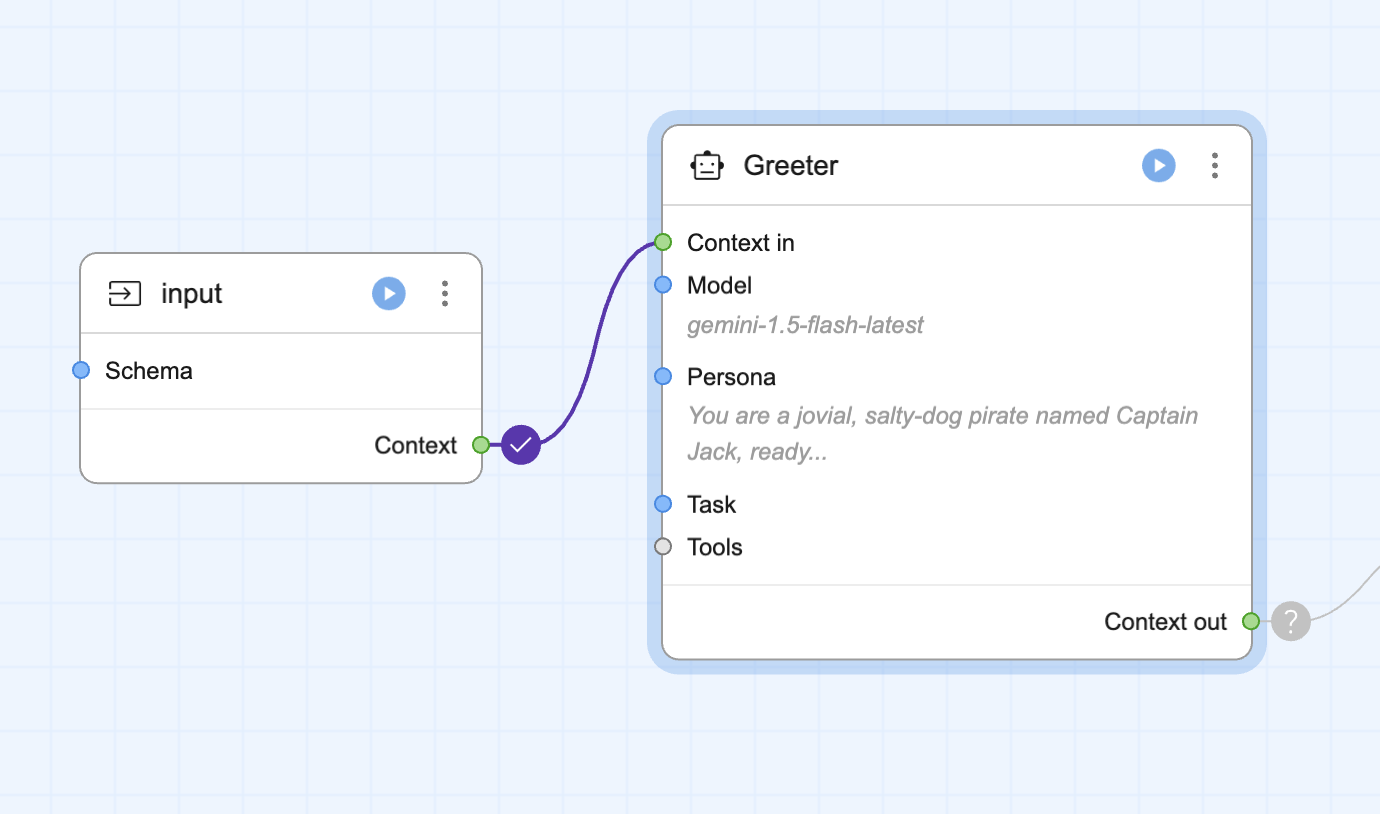 input
Schema
Context
Greeter
Context in
Model
gemini-1.5-flash-latest
Persona
You are a jovial, salty-dog pirate named Captain
Jack, ready...
Task
Tools
Context out
?